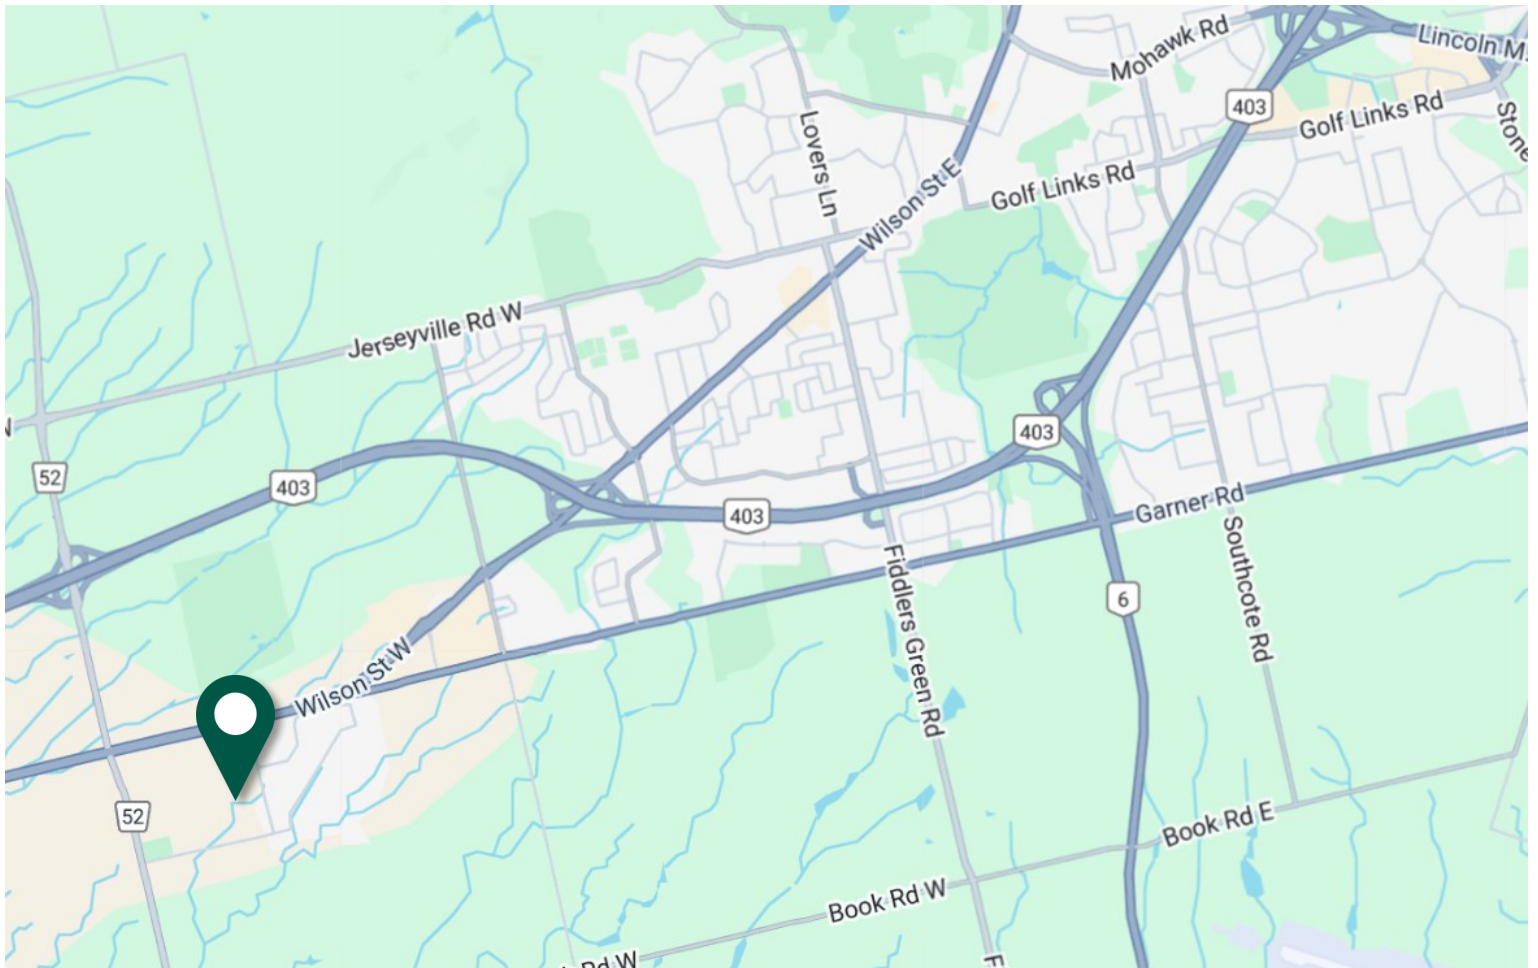 Mohawk Rd
Lincoln M.
403
Golf Links Rd
Stone
Lovers Ln
Wilson St E
Golf Links Rd
Jerseyville Rd W
N
403
52
403
403
Garner Rd
Southcote Rd
Fiddlers Green Rd
6
Wilson St W
52
Book Rd E
Book Rd W
Rd W
F